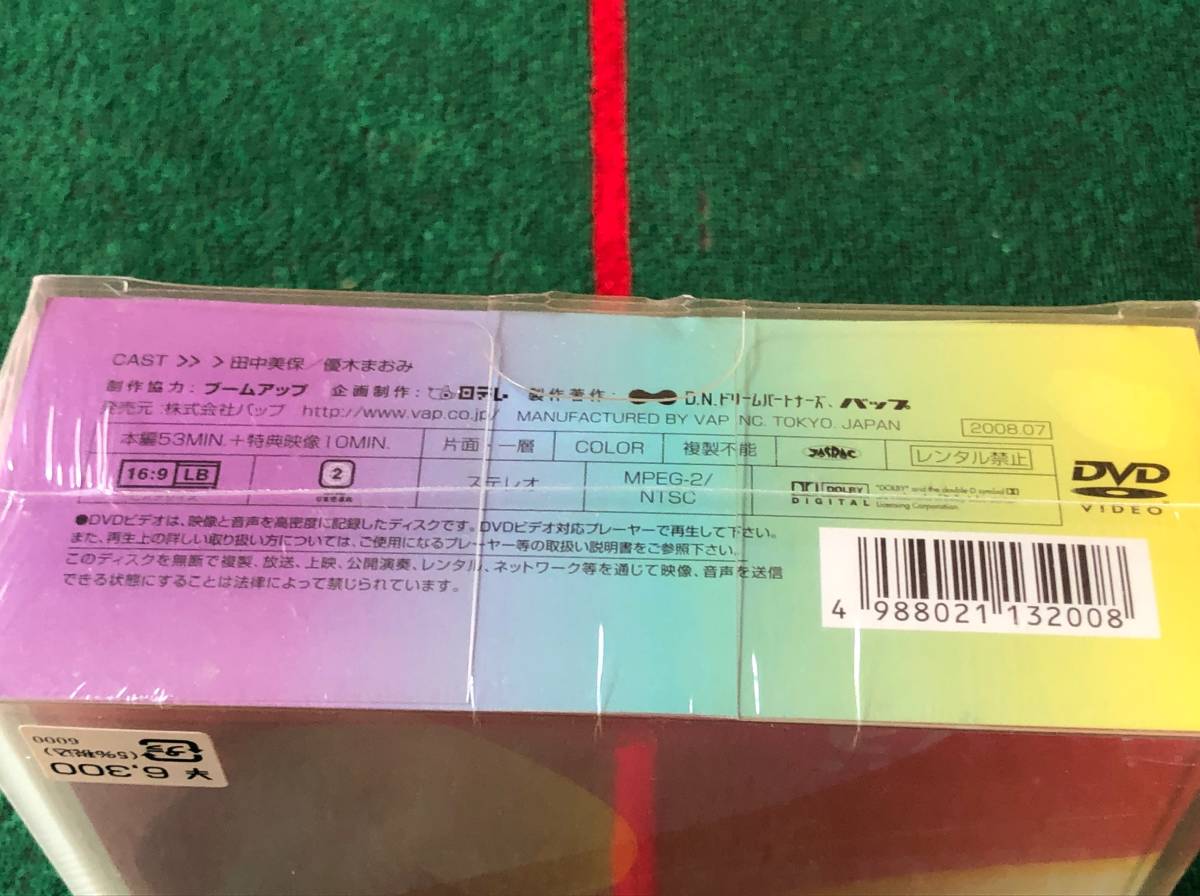 CAST >> > 田中美保／優木まおみ
制作協力：ブームアップ 企画制作：日テレ 製作著作：D.N.ドリームパートナーズ、バップ
発売元：株式会社バップ http://www.vap.co.jp/ MANUFACTURED BY VAP INC. TOKYO. JAPAN 2008.07
本編53MIN.＋特典映像10MIN. 片面・一層 COLOR 複製不能 JASRAC レンタル禁止
16:9 LB 2 ステレオ MPEG-2/NTSC DOLBY DIGITAL "DOLBY" and the double D symbol
Licensing Corporation.
DVD VIDEO
●DVDビデオは、映像と音声を高密度に記録したディスクです。DVDビデオ対応プレーヤーで再生して下さい。
また、再生上の詳しい取り扱い方については、ご使用になるプレーヤー等の取扱い説明書をご参照下さい。
このディスクを無断で複製、放送、上映、公開演奏、レンタル、ネットワーク等を通じて映像、音声を送信
できる状態にすることは法律によって禁じられています。
4 988021 132008
大 6,300
(5%税込)
6000